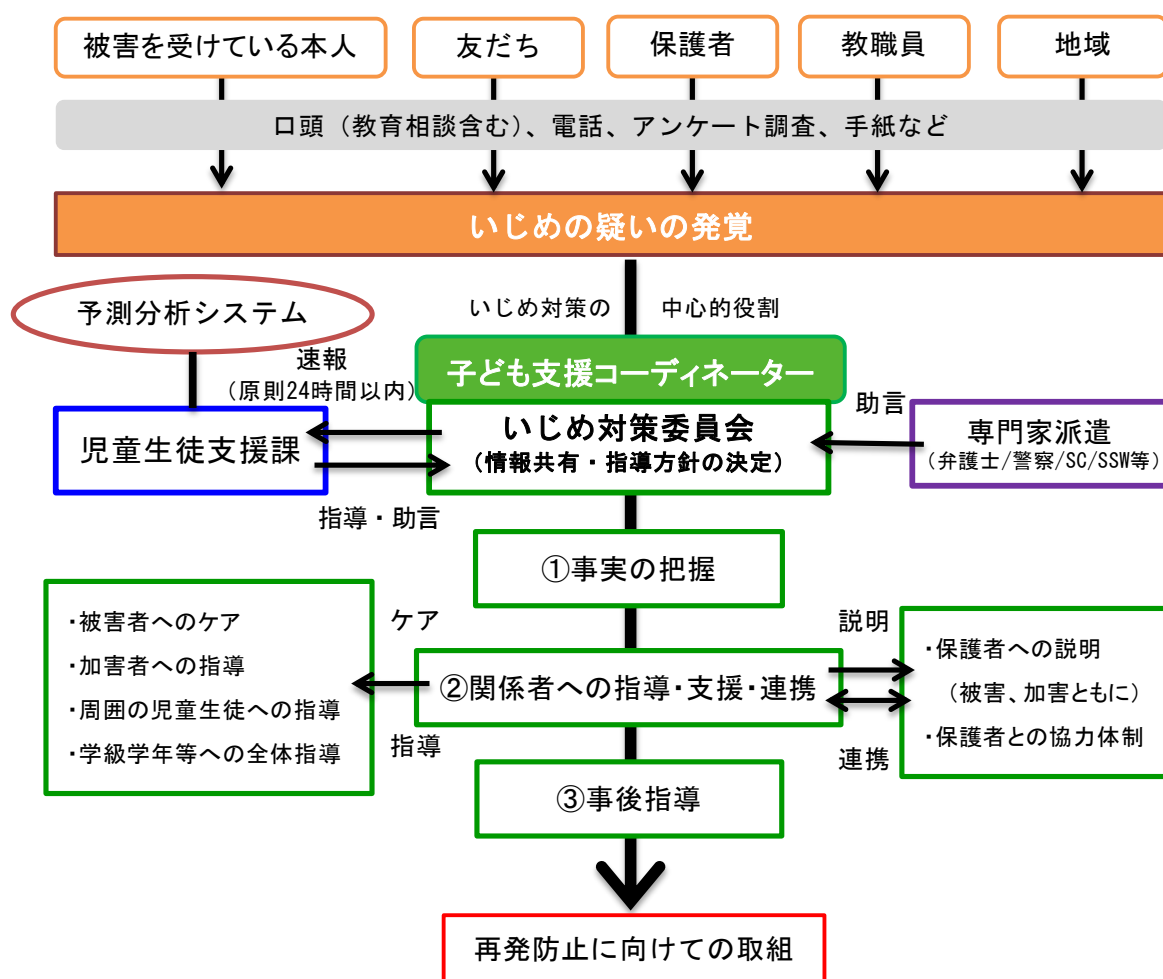 被害を受けている本人
友だち
保護者
教職員
地域
口頭（教育相談含む）、電話、アンケート調査、手紙など
いじめの疑いの発覚
いじめ対策の
中心的役割
予測分析システム
速報
（原則24時間以内）
子ども支援コーディネーター
いじめ対策委員会
（情報共有・指導方針の決定）
児童生徒支援課
助言
専門家派遣
（弁護士/警察/SC/SSW等）
指導・助言
①事実の把握
ケア
・被害者へのケア
・加害者への指導
・周囲の児童生徒への指導
・学級学年等への全体指導
②関係者への指導・支援・連携
指導
説明
・保護者への説明
（被害、加害ともに）
・保護者との協力体制
連携
③事後指導
再発防止に向けての取組